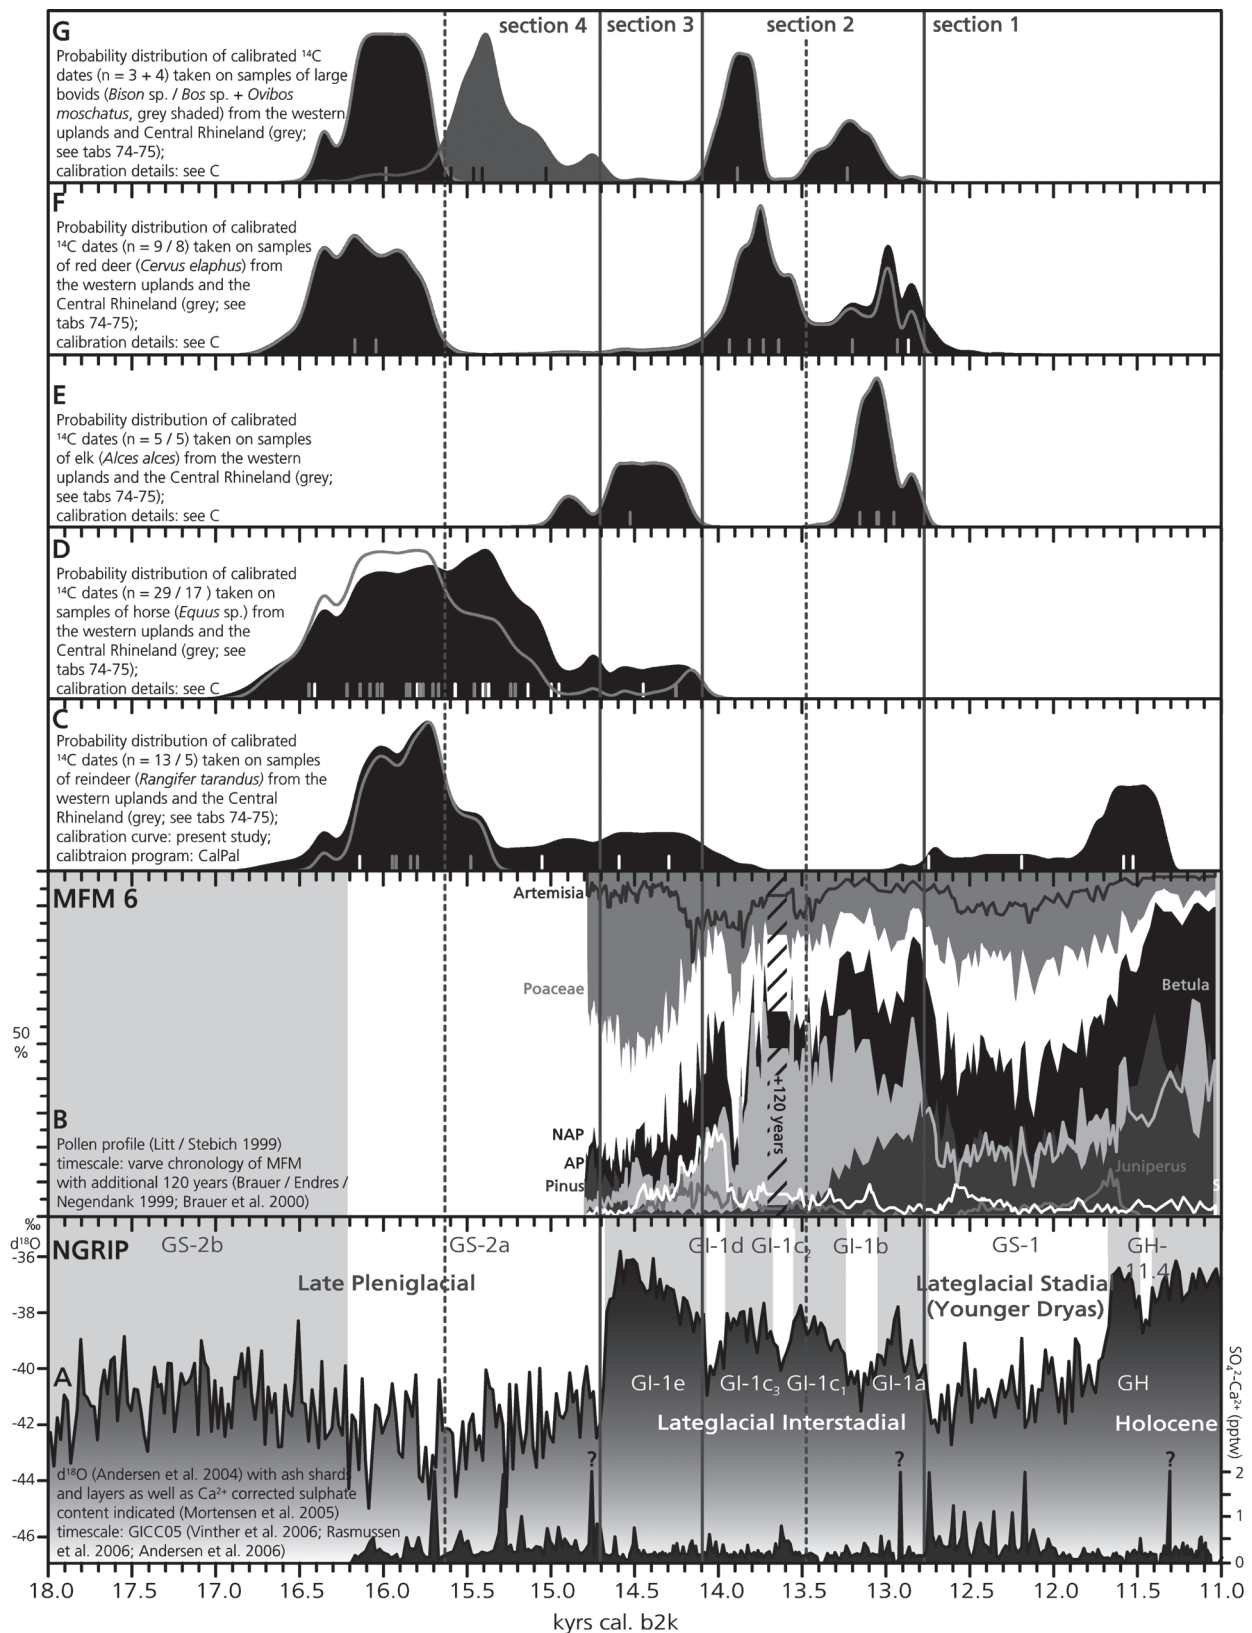 section 4
section 3
section 2
section 1
G
Probability distribution of calibrated ¹⁴C
dates (n = 3 + 4) taken on samples of large
bovids (Bison sp. / Bos sp. + Ovibos
moschatus, grey shaded) from the western
uplands and Central Rhineland (grey;
see tabs 74-75);
calibration details: see C
F
Probability distribution of calibrated
¹⁴C dates (n = 9 / 8) taken on samples
of red deer (Cervus elaphus) from
the western uplands and the
Central Rhineland (grey; see
tabs 74-75);
calibration details: see C
E
Probability distribution of calibrated
¹⁴C dates (n = 5 / 5) taken on samples
of elk (Alces alces) from the western
uplands and the Central Rhineland (grey;
see tabs 74-75);
calibration details: see C
D
Probability distribution of calibrated
¹⁴C dates (n = 29 / 17 ) taken on
samples of horse (Equus sp.) from
the western uplands and the
Central Rhineland (grey; see
tabs 74-75);
calibration details: see C
C
Probability distribution of calibrated
¹⁴C dates (n = 13 / 5) taken on samples
of reindeer (Rangifer tarandus) from the
western uplands and the Central
Rhineland (grey; see tabs 74-75);
calibration curve: present study;
calibtraion program: CalPal
MFM 6
Artemisia
Poaceae
Betula
50
%
+120 years
B
NAP
AP
Pinus
Juniperus
s
Pollen profile (Litt / Stebich 1999)
timescale: varve chronology of MFM
with additional 120 years (Brauer / Endres /
Negendank 1999; Brauer et al. 2000)
‰
d¹⁸O
NGRIP
GS-2b
GS-2a
GI-1d
GI-1c₂
GI-1b
GS-1
GH-
11.4
Late Pleniglacial
Lateglacial Stadia
(Younger Dryas)
-36
-38
-40
-42
-44
-46
A
GI-1e
GI-1c₃
GI-1c₁
GI-1a
GH
Lateglacial Interstadial
Holocene
?
?
?
d¹⁸O (Andersen et al. 2004) with ash shards
and layers as well as Ca²⁺ corrected sulphate
content indicated (Mortensen et al. 2005)
timescale: GICC05 (Vinther et al. 2006; Rasmussen
et al. 2006; Andersen et al. 2006)
SO₄²-Ca²⁺ (pptw)
2
1
0
18.0 17.5 17.0 16.5 16.0 15.5 15.0 14.5 14.0 13.5 13.0 12.5 12.0 11.5 11.0
kyrs cal. b2k